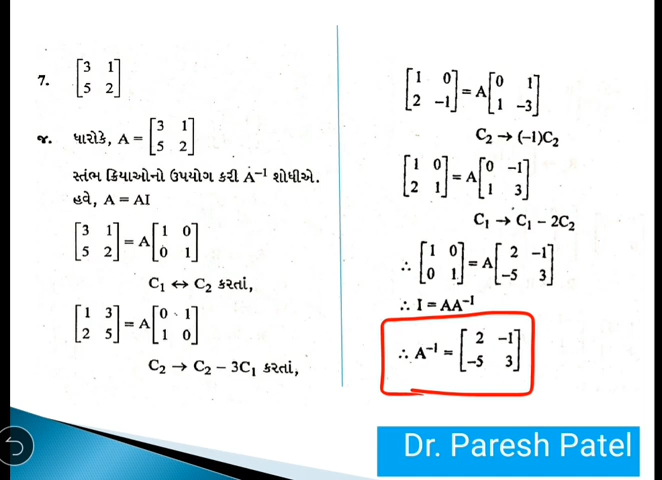 7. [3 1
5 2]
જ. ધારોકે, A = [3 1
5 2]
સ્તંભ ક્રિયાઓનો ઉપયોગ કરી A⁻¹ શોધીએ.
હવે, A = AI
[3 1
5 2] = A[1 0
0 1]
C₁ ↔ C₂ કરતાં,
[1 3
2 5] = A[0 1
1 0]
C₂ → C₂ – 3C₁ કરતાં,
[1 0
2 –1] = A[0 1
1 –3]
C₂ → (–1)C₂
[1 0
2 1] = A[0 –1
1 3]
C₁ → C₁ – 2C₂
∴ [1 0
0 1] = A[2 –1
–5 3]
∴ I = AA⁻¹
∴ A⁻¹ = [2 –1
–5 3]
Dr. Paresh Patel